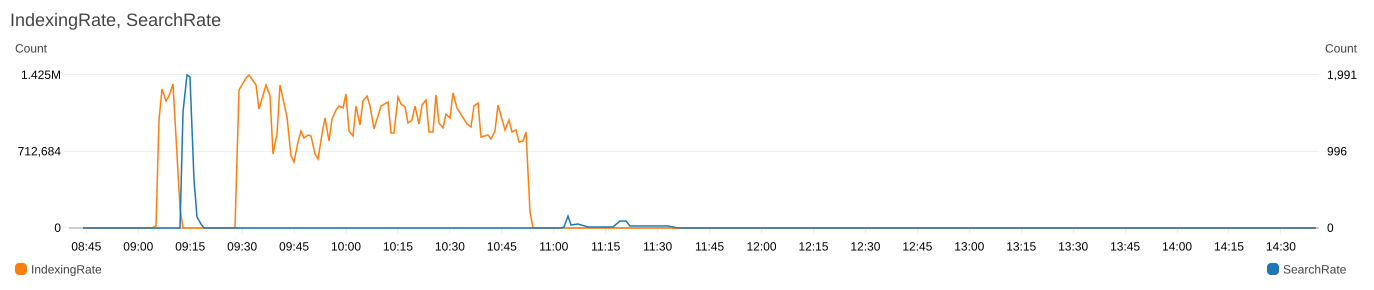 IndexingRate, SearchRate
Count Count
1.425M 1,991
712,684 996
0 0
08:45 09:00 09:15 09:30 09:45 10:00 10:15 10:30 10:45 11:00 11:15 11:30 11:45 12:00 12:15 12:30 12:45 13:00 13:15 13:30 13:45 14:00 14:15 14:30
IndexingRate SearchRate